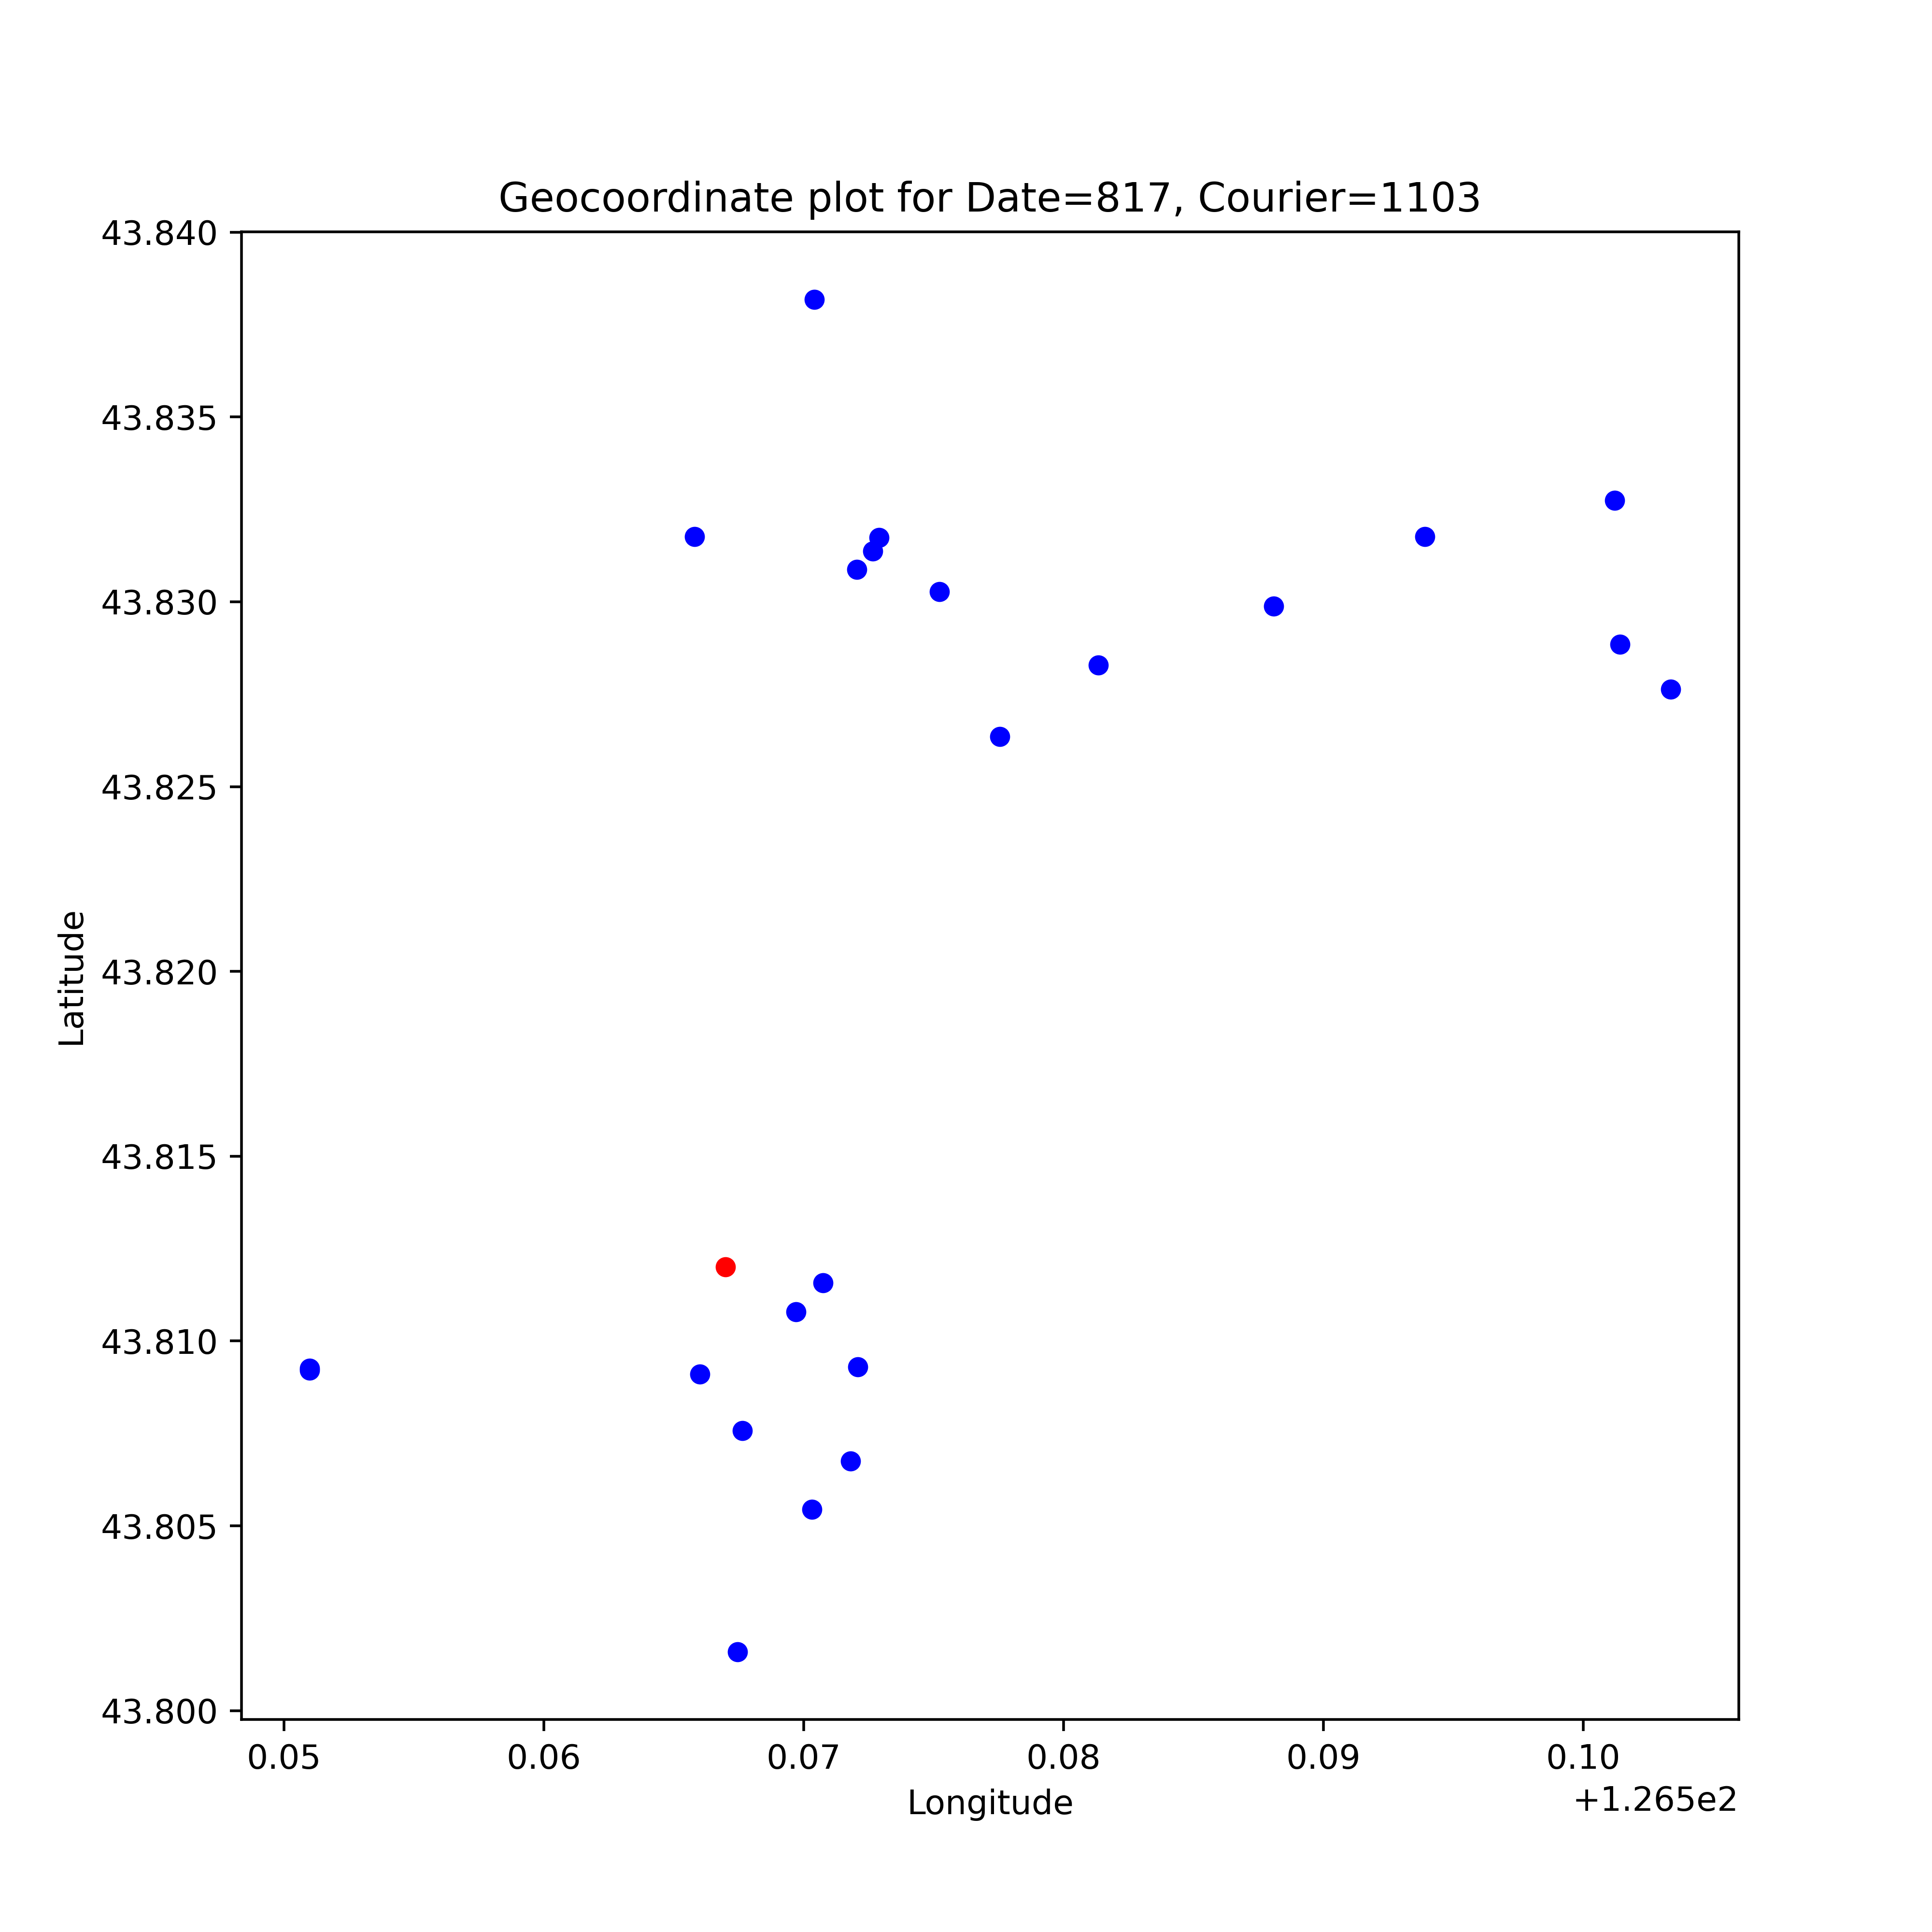 Geocoordinate plot for Date=817, Courier=1103
43.840
43.835
43.830
43.825
43.820
43.815
43.810
43.805
43.800
Latitude
0.05 0.06 0.07 0.08 0.09 0.10
+1.265e2
Longitude